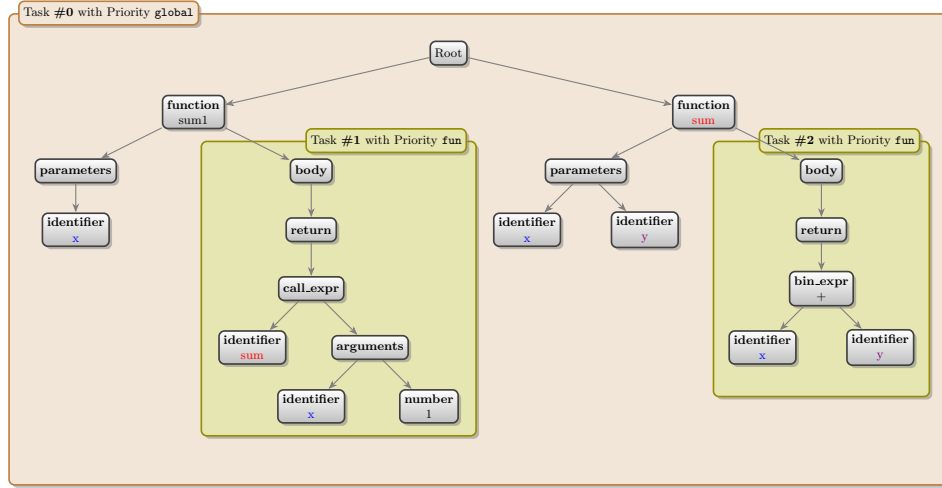 Task #0 with Priority global
Root
function
sum1
function
sum
Task #1 with Priority fun
Task #2 with Priority fun
parameters
body
parameters
body
identifier
x
return
identifier
x
identifier
y
return
call_expr
bin_expr
+
identifier
sum
arguments
identifier
x
identifier
y
identifier
x
number
1